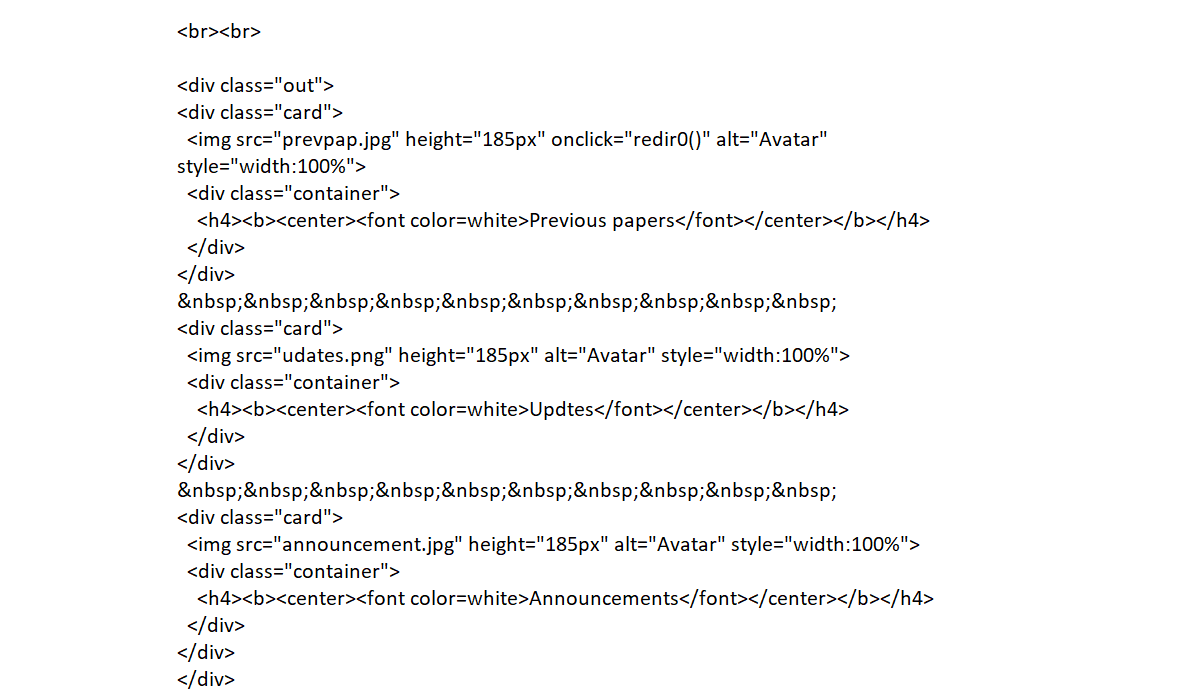 <br><br>
<div class="out">
<div class="card">
<img src="prevpap.jpg" height="185px" onclick="redir0()" alt="Avatar"
style="width:100%">
<div class="container">
<h4><b><center><font color=white>Previous papers</font></center></b></h4>
</div>
</div>
&nbsp;&nbsp;&nbsp;&nbsp;&nbsp;&nbsp;&nbsp;&nbsp;&nbsp;&nbsp;
<div class="card">
<img src="udates.png" height="185px" alt="Avatar" style="width:100%">
<div class="container">
<h4><b><center><font color=white>Updtes</font></center></b></h4>
</div>
</div>
&nbsp;&nbsp;&nbsp;&nbsp;&nbsp;&nbsp;&nbsp;&nbsp;&nbsp;&nbsp;
<div class="card">
<img src="announcement.jpg" height="185px" alt="Avatar" style="width:100%">
<div class="container">
<h4><b><center><font color=white>Announcements</font></center></b></h4>
</div>
</div>
</div>